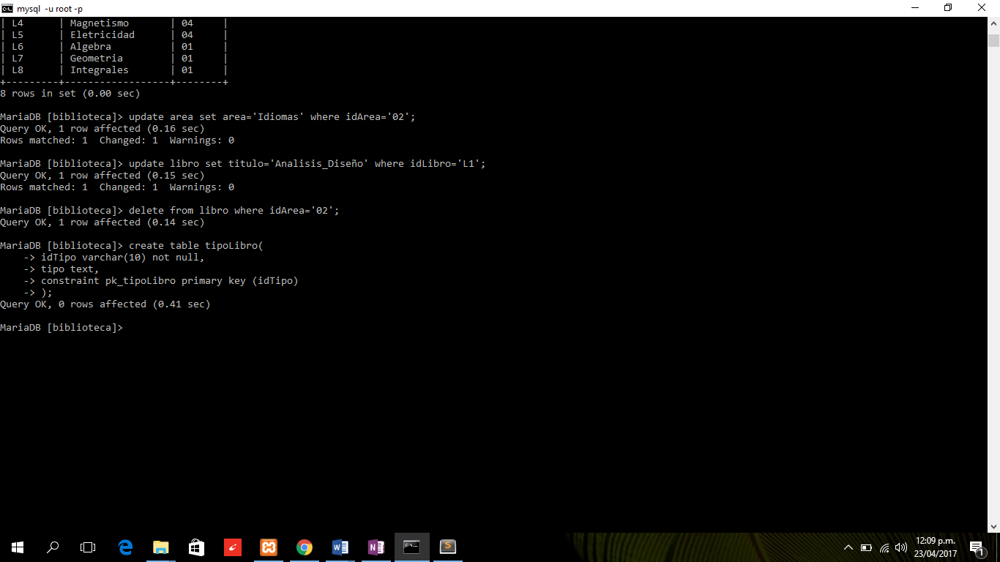 mysql -u root -p
| L4      | Magnetismo       | 04     |
| L5      | Eletricidad      | 04     |
| L6      | Algebra          | 01     |
| L7      | Geometria        | 01     |
| L8      | Integrales       | 01     |
+---------+------------------+--------+
8 rows in set (0.00 sec)
MariaDB [biblioteca]> update area set area='Idiomas' where idArea='02';
Query OK, 1 row affected (0.16 sec)
Rows matched: 1  Changed: 1  Warnings: 0
MariaDB [biblioteca]> update libro set titulo='Analisis_Diseño' where idLibro='L1';
Query OK, 1 row affected (0.15 sec)
Rows matched: 1  Changed: 1  Warnings: 0
MariaDB [biblioteca]> delete from libro where idArea='02';
Query OK, 1 row affected (0.14 sec)
MariaDB [biblioteca]> create table tipoLibro(
    -> idTipo varchar(10) not null,
    -> tipo text,
    -> constraint pk_tipoLibro primary key (idTipo)
    -> );
Query OK, 0 rows affected (0.41 sec)
MariaDB [biblioteca]>
12:09 p.m.
23/04/2017
1